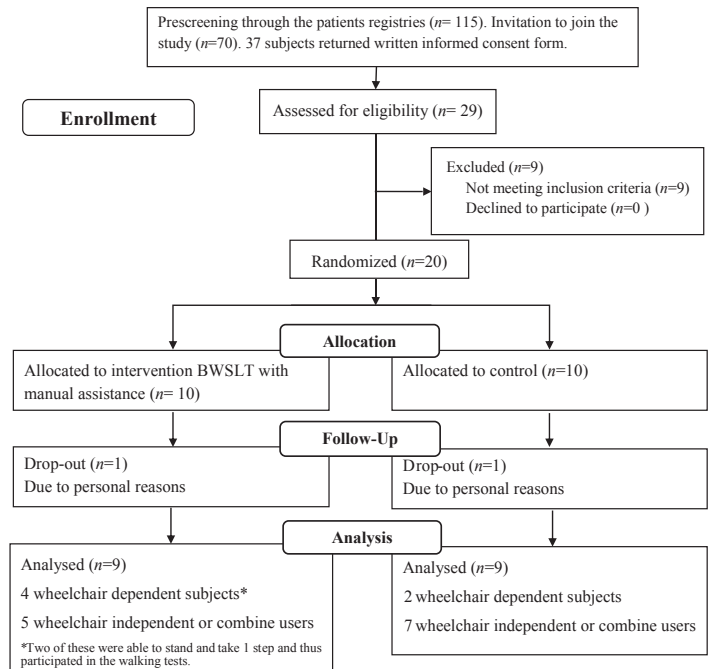 Prescreening through the patients registries (n= 115). Invitation to join the
study (n=70). 37 subjects returned written informed consent form.
Enrollment
Assessed for eligibility (n= 29)
Excluded (n=9)
Not meeting inclusion criteria (n=9)
Declined to participate (n=0 )
Randomized (n=20)
Allocation
Allocated to intervention BWSLT with
manual assistance (n= 10)
Allocated to control (n=10)
Follow-Up
Drop-out (n=1)
Due to personal reasons
Drop-out (n=1)
Due to personal reasons
Analysis
Analysed (n=9)
4 wheelchair dependent subjects*
5 wheelchair independent or combine users
*Two of these were able to stand and take 1 step and thus
participated in the walking tests.
Analysed (n=9)
2 wheelchair dependent subjects
7 wheelchair independent or combine users